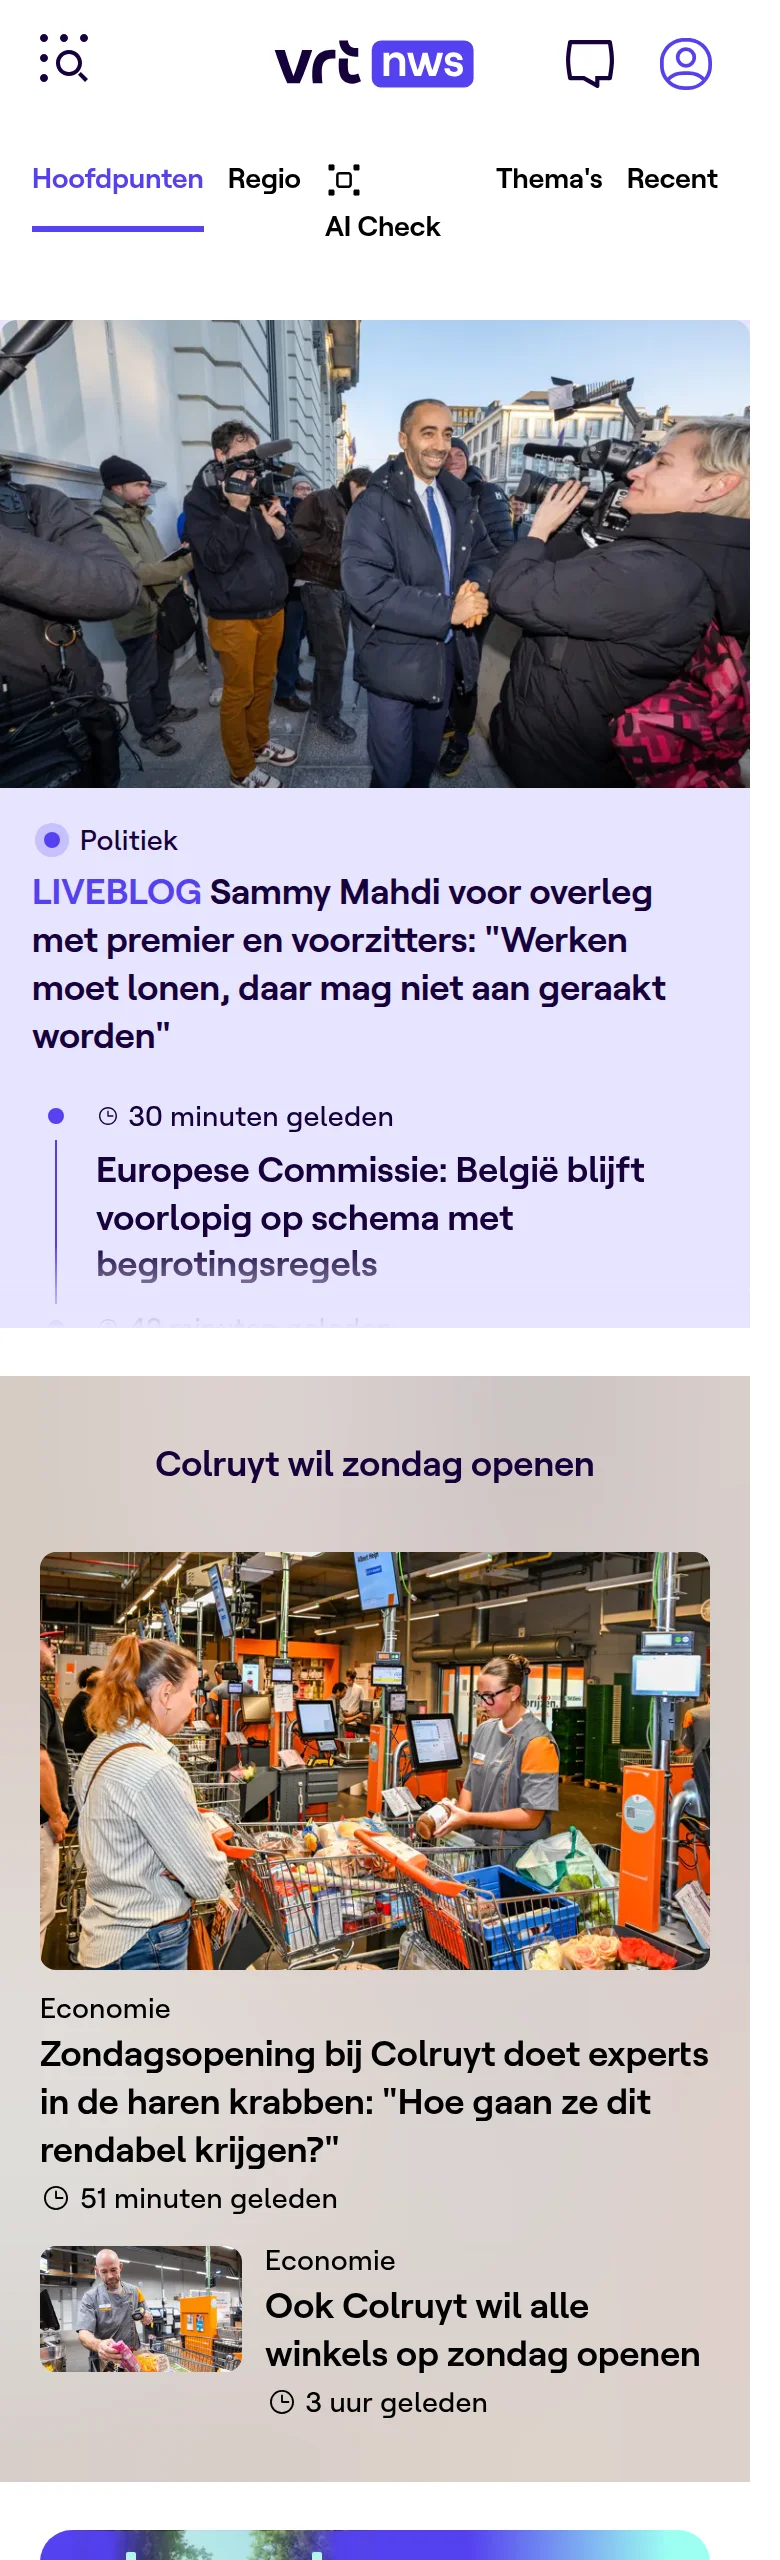 vrt nws
Hoofdpunten
Regio
AI Check
Thema's
Recent
Politiek
LIVEBLOG Sammy Mahdi voor overleg
met premier en voorzitters: "Werken
moet lonen, daar mag niet aan geraakt
worden"
30 minuten geleden
Europese Commissie: België blijft
voorlopig op schema met
begrotingsregels
Colruyt wil zondag openen
Economie
Zondagsopening bij Colruyt doet experts
in de haren krabben: "Hoe gaan ze dit
rendabel krijgen?"
51 minuten geleden
Economie
Ook Colruyt wil alle
winkels op zondag openen
3 uur geleden